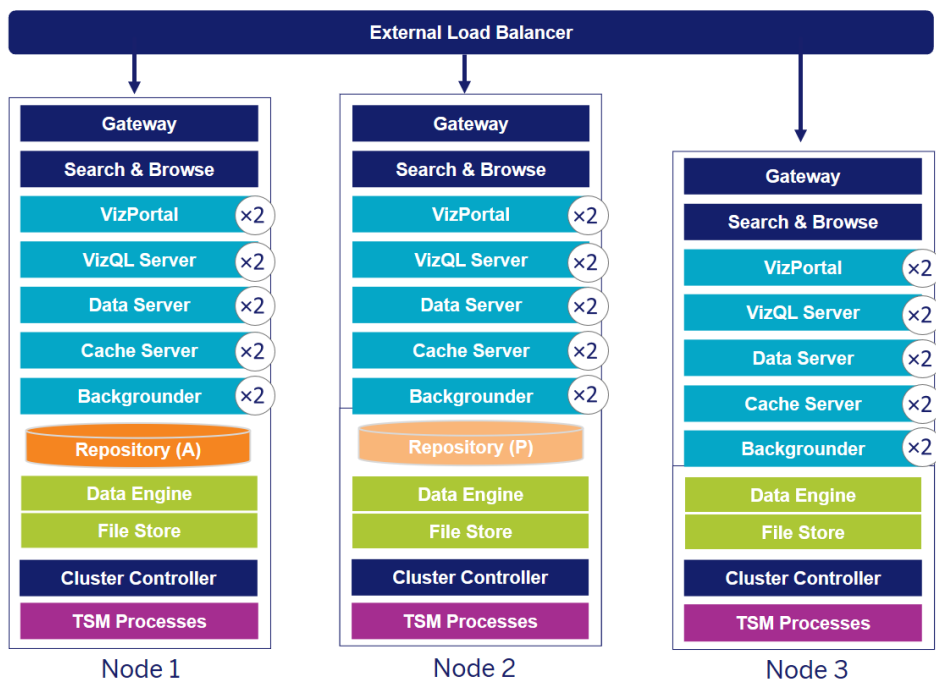 External Load Balancer
Gateway
Search & Browse
VizPortal ×2
VizQL Server ×2
Data Server ×2
Cache Server ×2
Backgrounder ×2
Repository (A)
Data Engine
File Store
Cluster Controller
TSM Processes
Node 1
Gateway
Search & Browse
VizPortal ×2
VizQL Server ×2
Data Server ×2
Cache Server ×2
Backgrounder ×2
Repository (P)
Data Engine
File Store
Cluster Controller
TSM Processes
Node 2
Gateway
Search & Browse
VizPortal ×2
VizQL Server ×2
Data Server ×2
Cache Server ×2
Backgrounder ×2
Data Engine
File Store
Cluster Controller
TSM Processes
Node 3